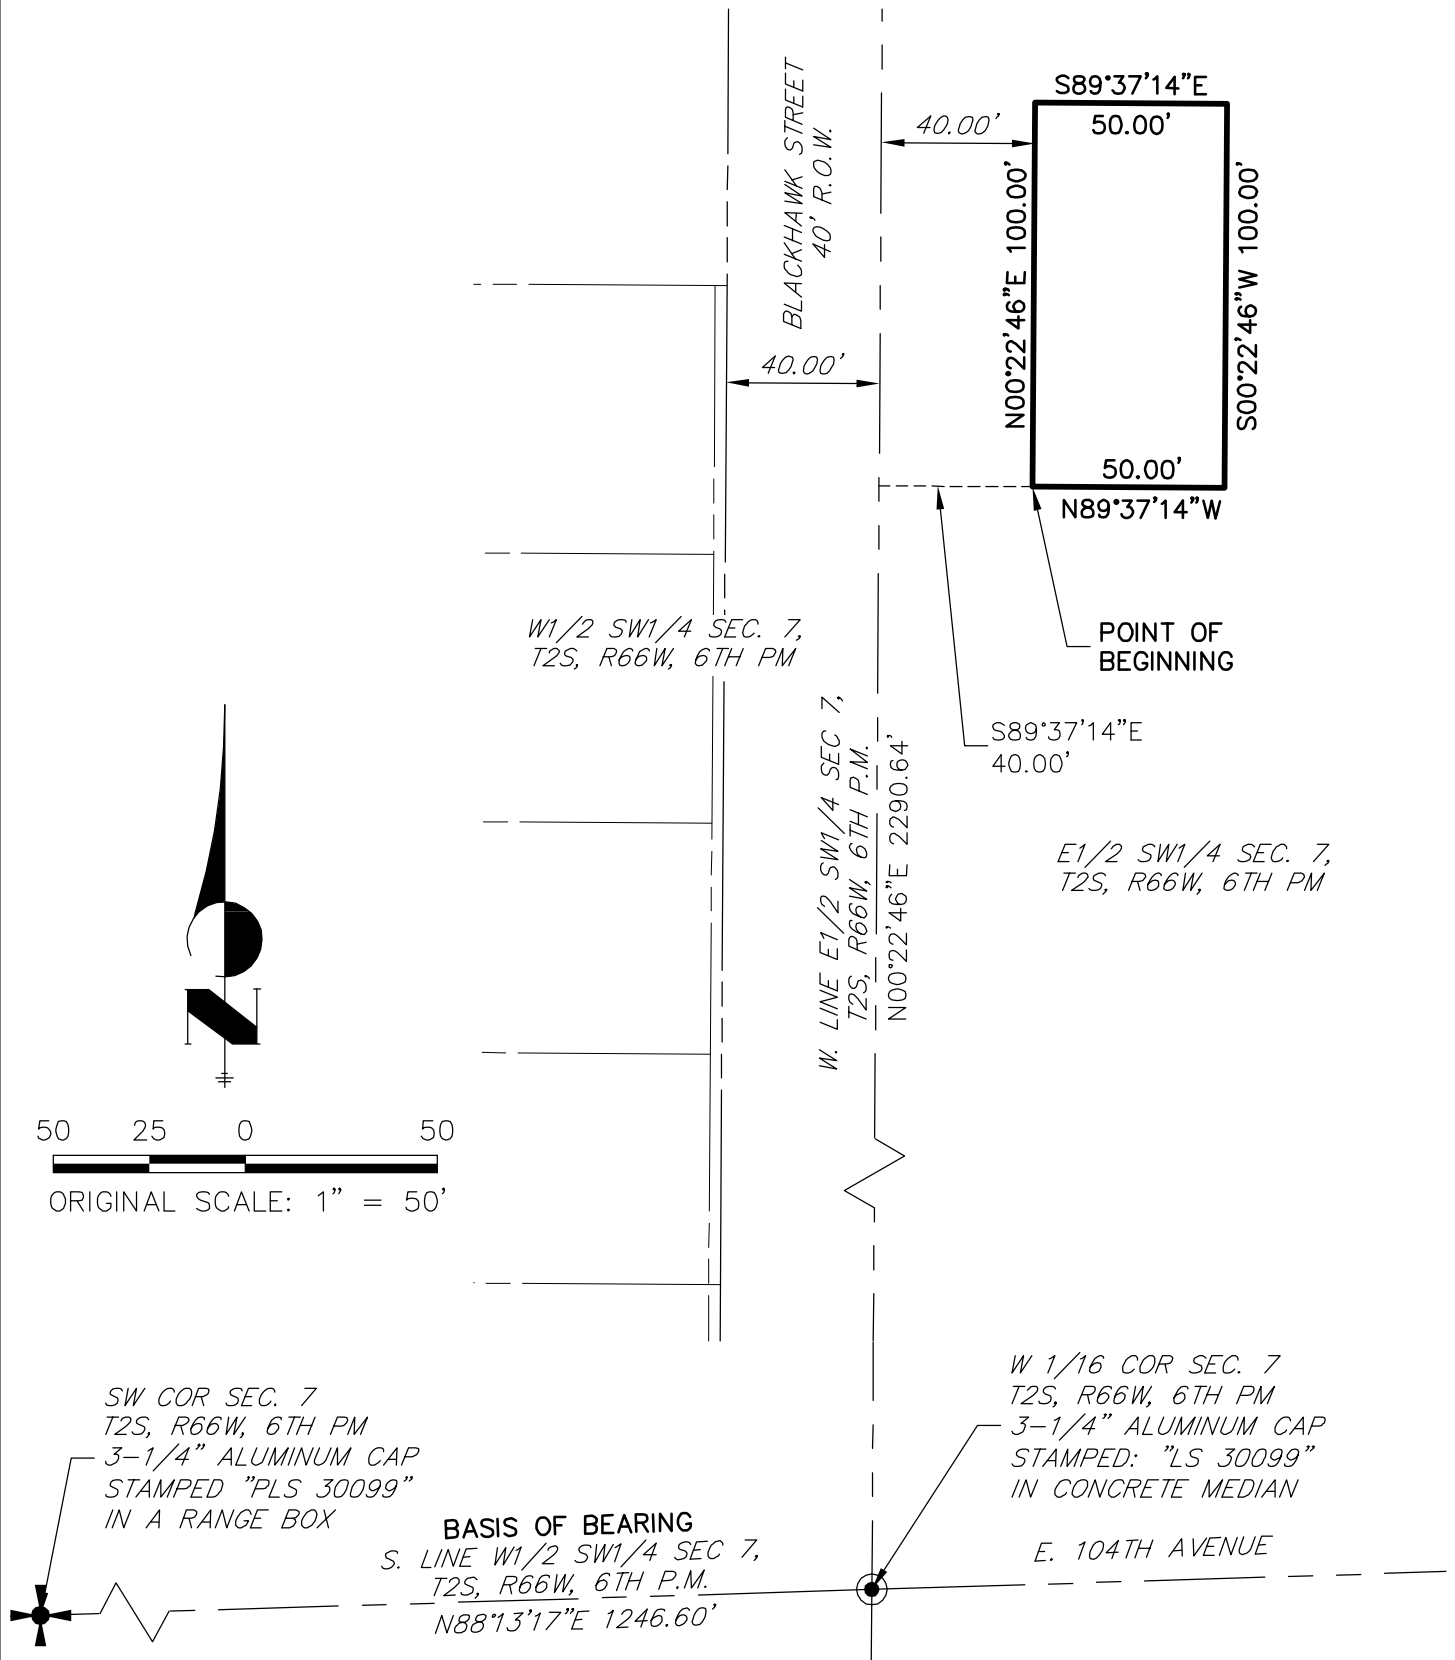 S89°37'14"E
50.00'
40.00'
BLACKHAWK STREET
40' R.O.W.
N00°22'46"E 100.00'
S00°22'46"W 100.00'
40.00'
50.00'
N89°37'14"W
POINT OF
BEGINNING
W1/2 SW1/4 SEC. 7,
T2S, R66W, 6TH PM
S89°37'14"E
40.00'
W. LINE E1/2 SW1/4 SEC 7,
T2S, R66W, 6TH P.M.
N00°22'46"E 2290.64'
E1/2 SW1/4 SEC. 7,
T2S, R66W, 6TH PM
N
50 25 0 50
ORIGINAL SCALE: 1" = 50'
SW COR SEC. 7
T2S, R66W, 6TH PM
3-1/4" ALUMINUM CAP
STAMPED "PLS 30099"
IN A RANGE BOX
W 1/16 COR SEC. 7
T2S, R66W, 6TH PM
3-1/4" ALUMINUM CAP
STAMPED: "LS 30099"
IN CONCRETE MEDIAN
BASIS OF BEARING
S. LINE W1/2 SW1/4 SEC 7,
T2S, R66W, 6TH P.M.
N88°13'17"E 1246.60'
E. 104TH AVENUE